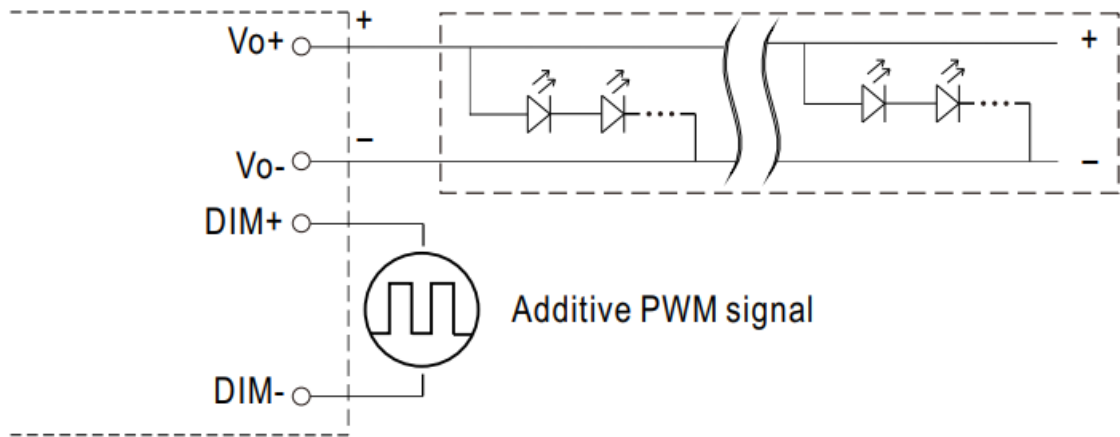 +
Vo+
+
−
Vo-
−
DIM+
Additive PWM signal
DIM-